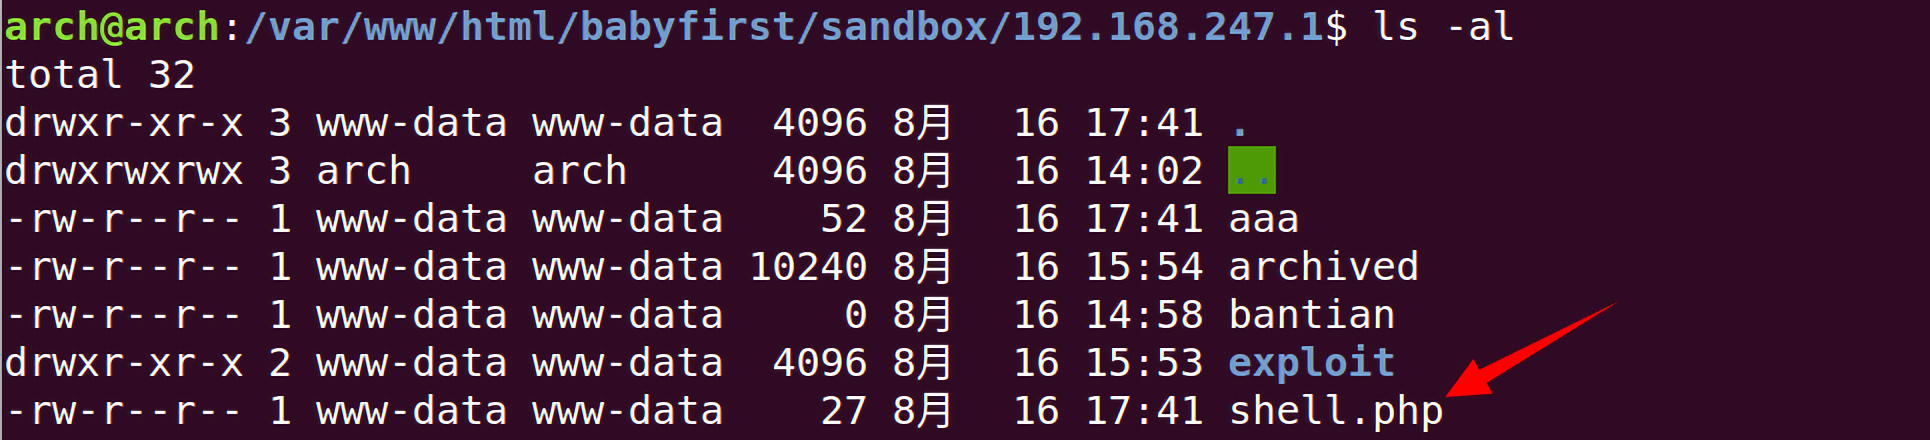 arch@arch:/var/www/html/babyfirst/sandbox/192.168.247.1$ ls -al
total 32
drwxr-xr-x 3 www-data www-data  4096 8月  16 17:41 .
drwxrwxrwx 3 arch     arch      4096 8月  16 14:02 ..
-rw-r--r-- 1 www-data www-data    52 8月  16 17:41 aaa
-rw-r--r-- 1 www-data www-data 10240 8月  16 15:54 archived
-rw-r--r-- 1 www-data www-data     0 8月  16 14:58 bantian
drwxr-xr-x 2 www-data www-data  4096 8月  16 15:53 exploit
-rw-r--r-- 1 www-data www-data    27 8月  16 17:41 shell.php